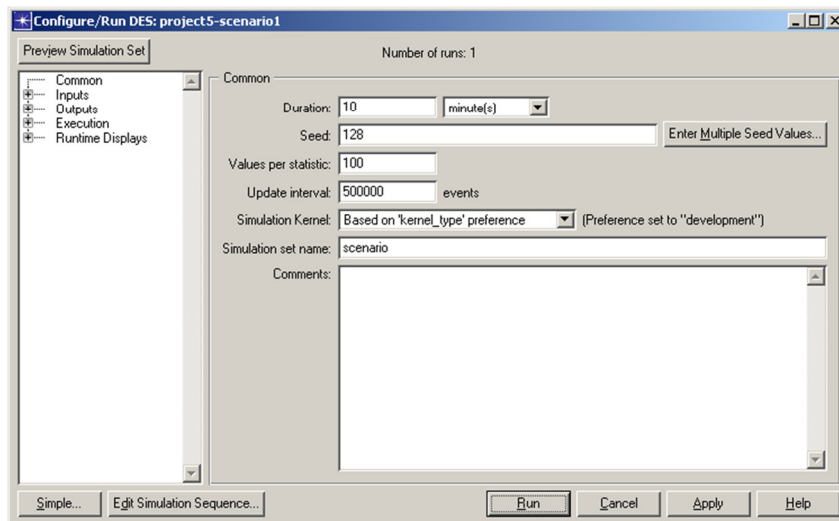 Configure/Run DES: project5-scenario1
Preview Simulation Set
Number of runs: 1
Common
Inputs
Outputs
Execution
Runtime Displays
Common
Duration: 10 minute(s)
Seed: 128 Enter Multiple Seed Values...
Values per statistic: 100
Update interval: 500000 events
Simulation Kernel: Based on 'kernel_type' preference (Preference set to "development")
Simulation set name: scenario
Comments:
Simple... Edit Simulation Sequence... Run Cancel Apply Help